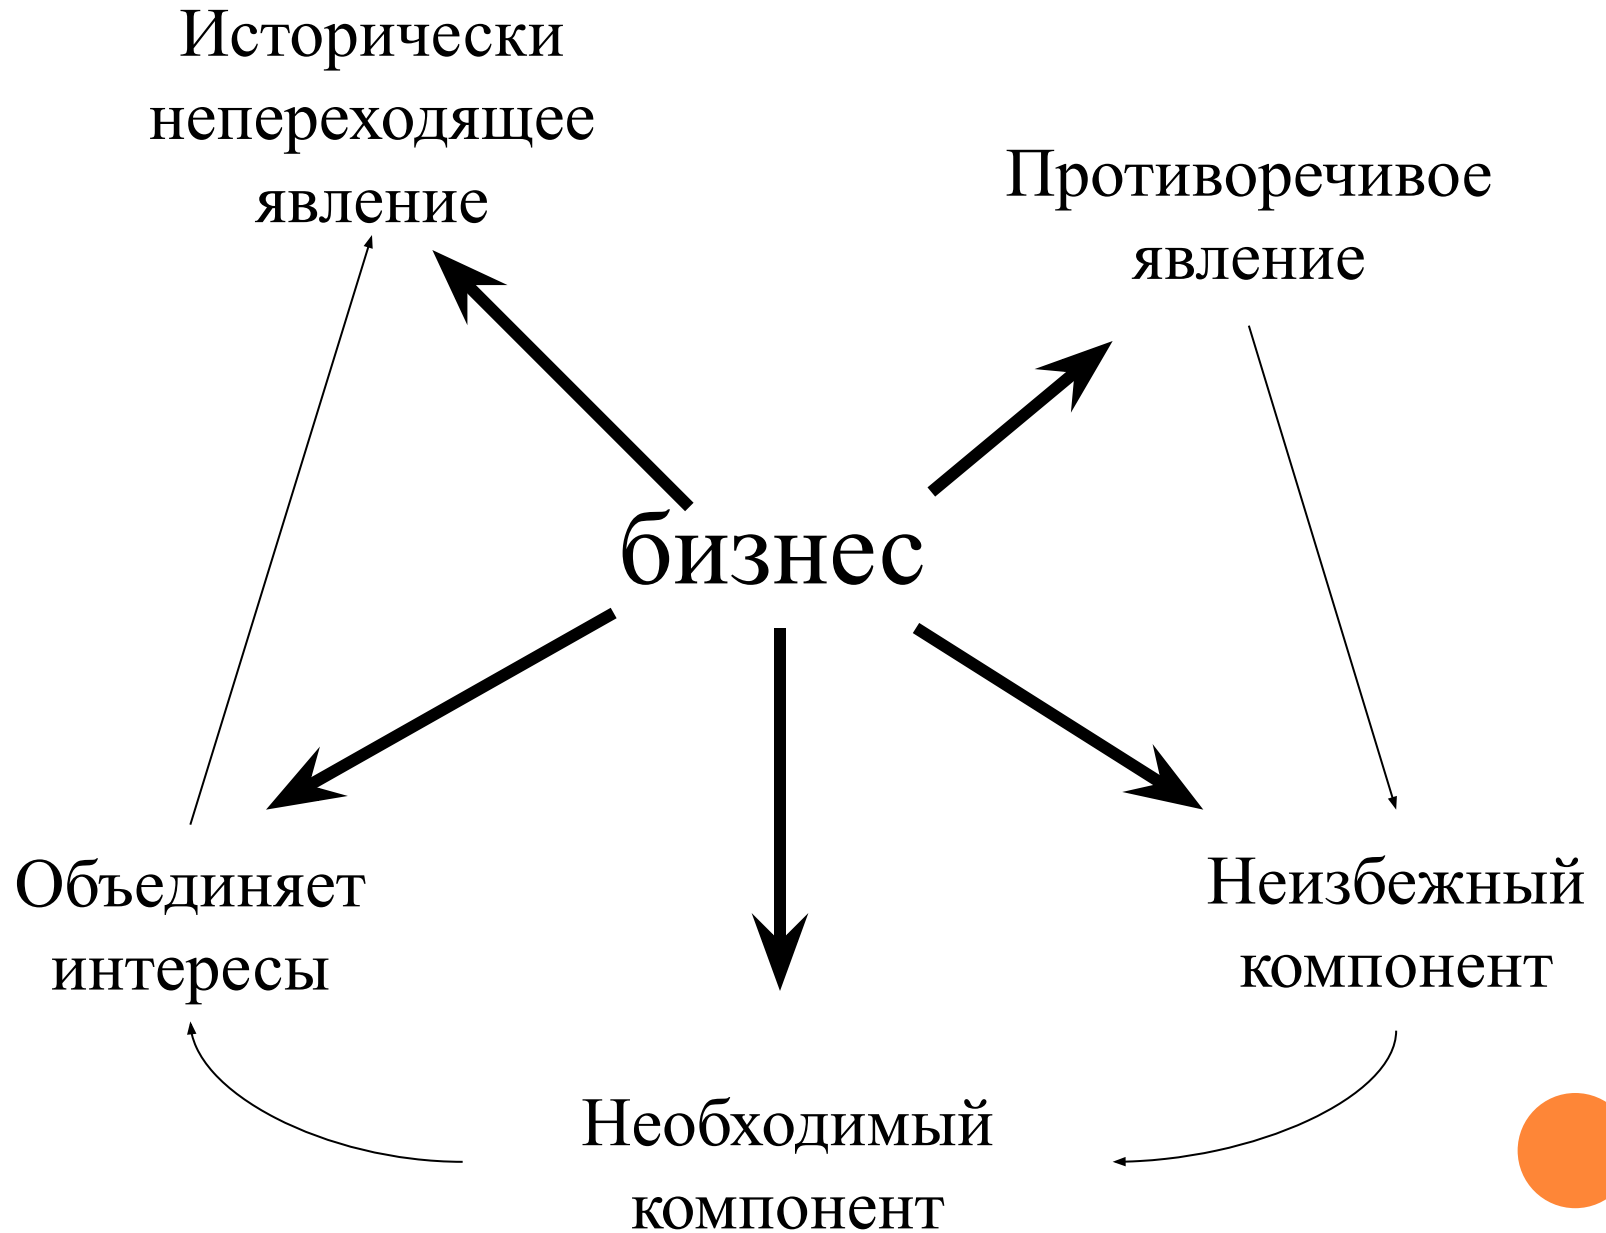 Исторически
непереходящее
явление
Противоречивое
явление
бизнес
Объединяет
интересы
Неизбежный
компонент
Необходимый
компонент